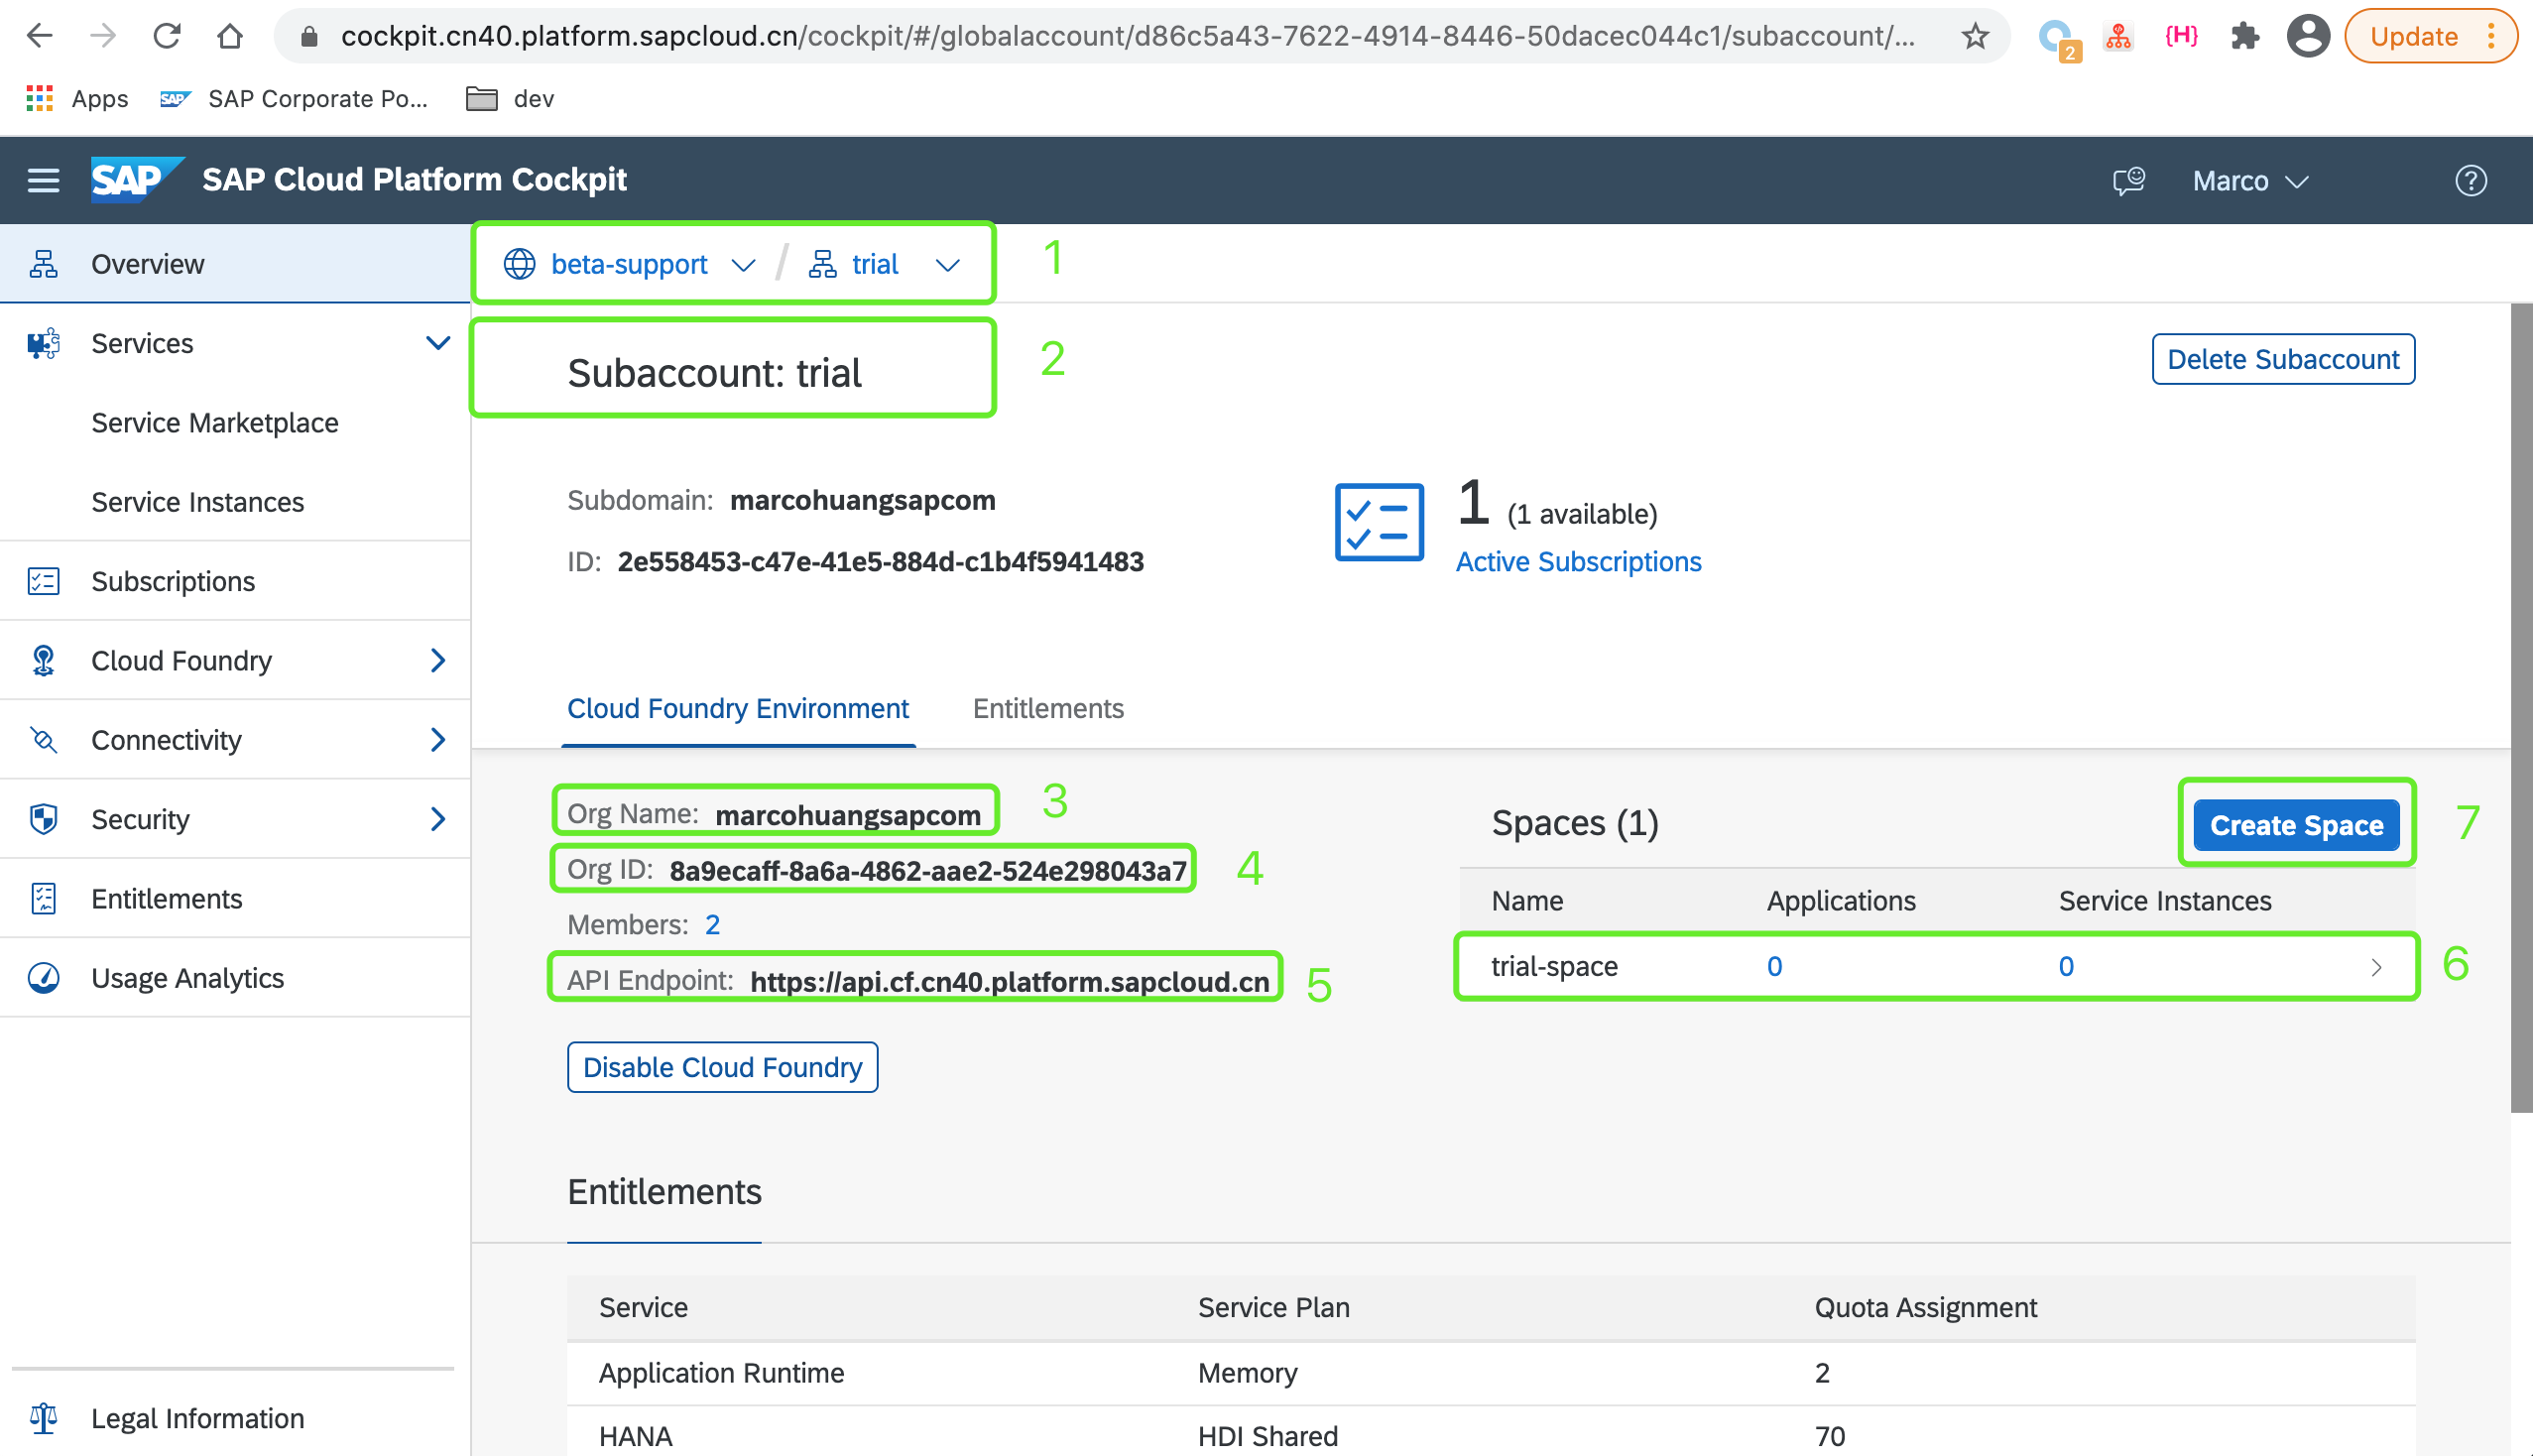 cockpit.cn40.platform.sapcloud.cn/cockpit/#/globalaccount/d86c5a43-7622-4914-8446-50dacec044c1/subaccount/...
2
{H}
Update
Apps
SAP
SAP Corporate Po...
dev
SAP
SAP Cloud Platform Cockpit
Marco
?
Overview
Services
Service Marketplace
Service Instances
Subscriptions
Cloud Foundry
Connectivity
Security
Entitlements
Usage Analytics
Legal Information
beta-support / trial
1
Subaccount: trial
2
Delete Subaccount
Subdomain: marcohuangsapcom
ID: 2e558453-c47e-41e5-884d-c1b4f5941483
1 (1 available)
Active Subscriptions
Cloud Foundry Environment Entitlements
Org Name: marcohuangsapcom
3
Org ID: 8a9ecaff-8a6a-4862-aae2-524e298043a7
4
Members: 2
API Endpoint: https://api.cf.cn40.platform.sapcloud.cn
5
Disable Cloud Foundry
Spaces (1)
Create Space
7
Name Applications Service Instances
trial-space 0 0
6
Entitlements
Service Service Plan Quota Assignment
Application Runtime Memory 2
HANA HDI Shared 70